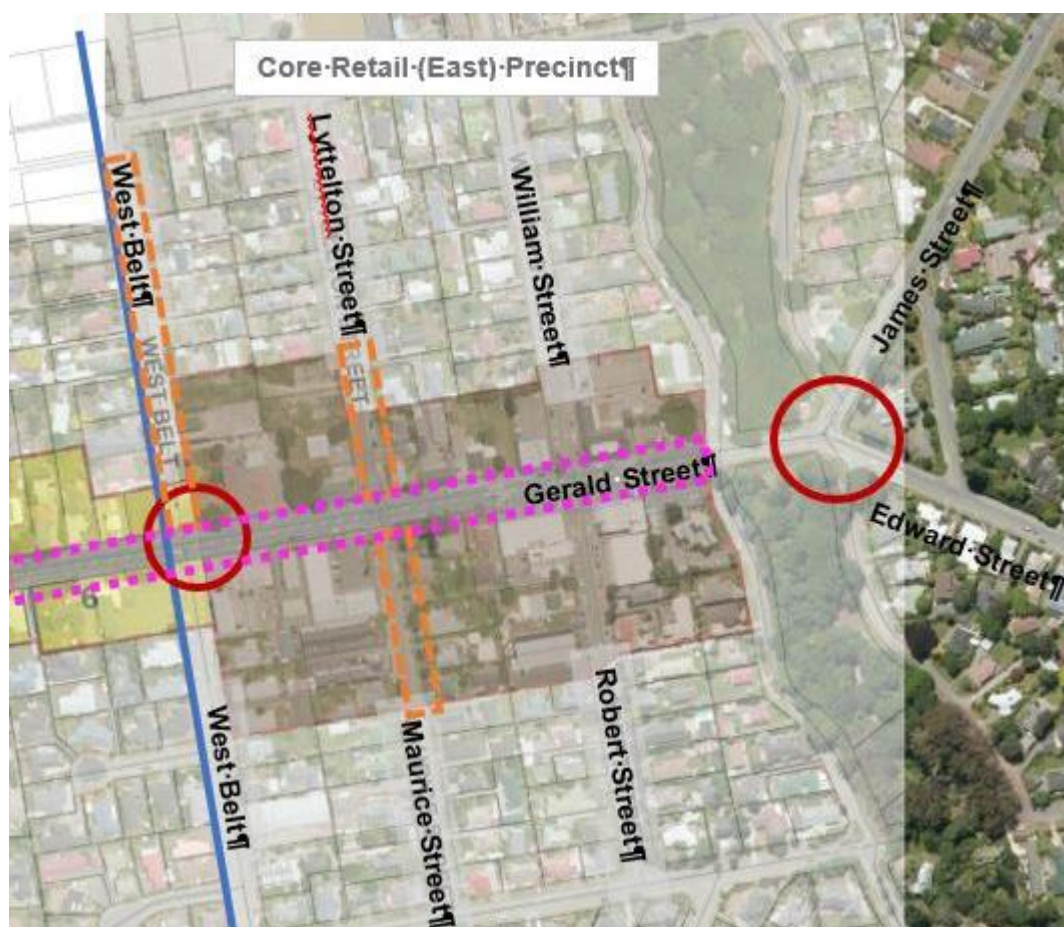 Core·Retail·(East)·Precinct¶
West·Belt¶
Lyttelton·Street¶
William·Street¶
James·Street¶
WEST BELT
Gerald·Street¶
Edward·Street¶
6
West·Belt¶
Maurice·Street¶
Robert·Street¶